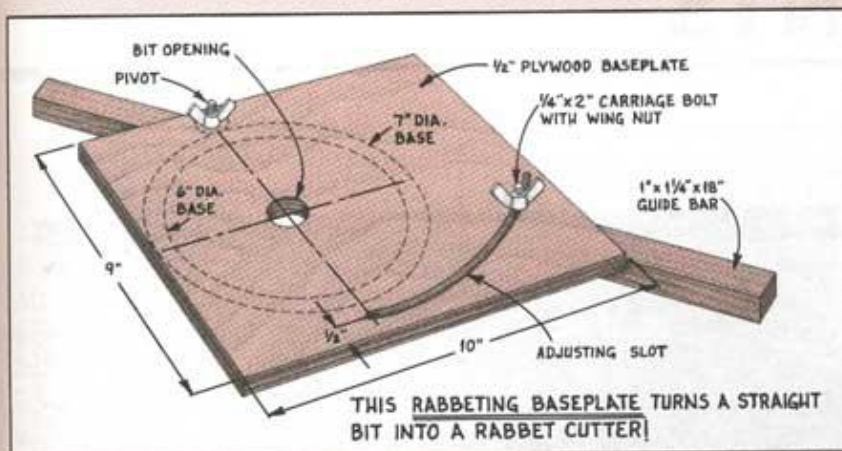 BIT OPENING
PIVOT
½" PLYWOOD BASEPLATE
¼"x2" CARRIAGE BOLT
WITH WING NUT
7" DIA.
BASE
6" DIA.
BASE
1"x1¼"x18"
GUIDE BAR
9"
½"
10"
ADJUSTING SLOT
THIS RABBETING BASEPLATE TURNS A STRAIGHT
BIT INTO A RABBET CUTTER!